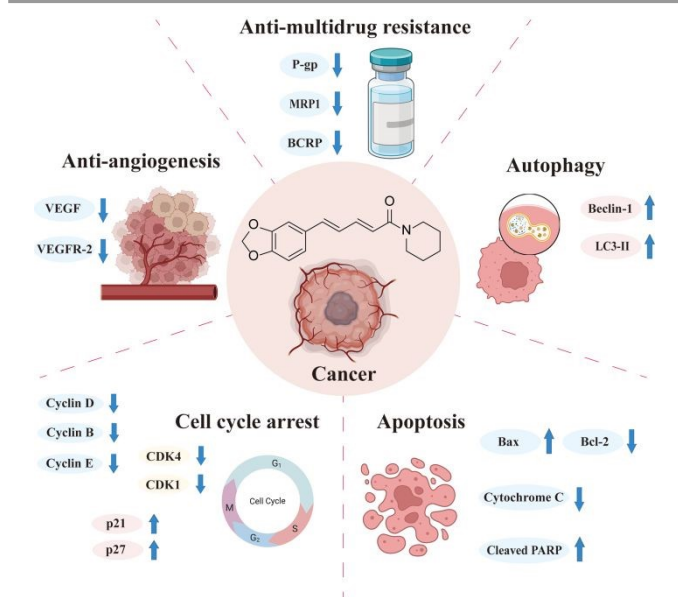 Anti-multidrug resistance
P-gp
MRP1
BCRP
Anti-angiogenesis
VEGF
VEGFR-2
Autophagy
Beclin-1
LC3-II
O
O
O
N
Cancer
Cell cycle arrest
Cyclin D
Cyclin B
Cyclin E
CDK4
CDK1
p21
p27
G1
Cell Cycle
M
S
G2
Apoptosis
Bax
Bcl-2
Cytochrome C
Cleaved PARP